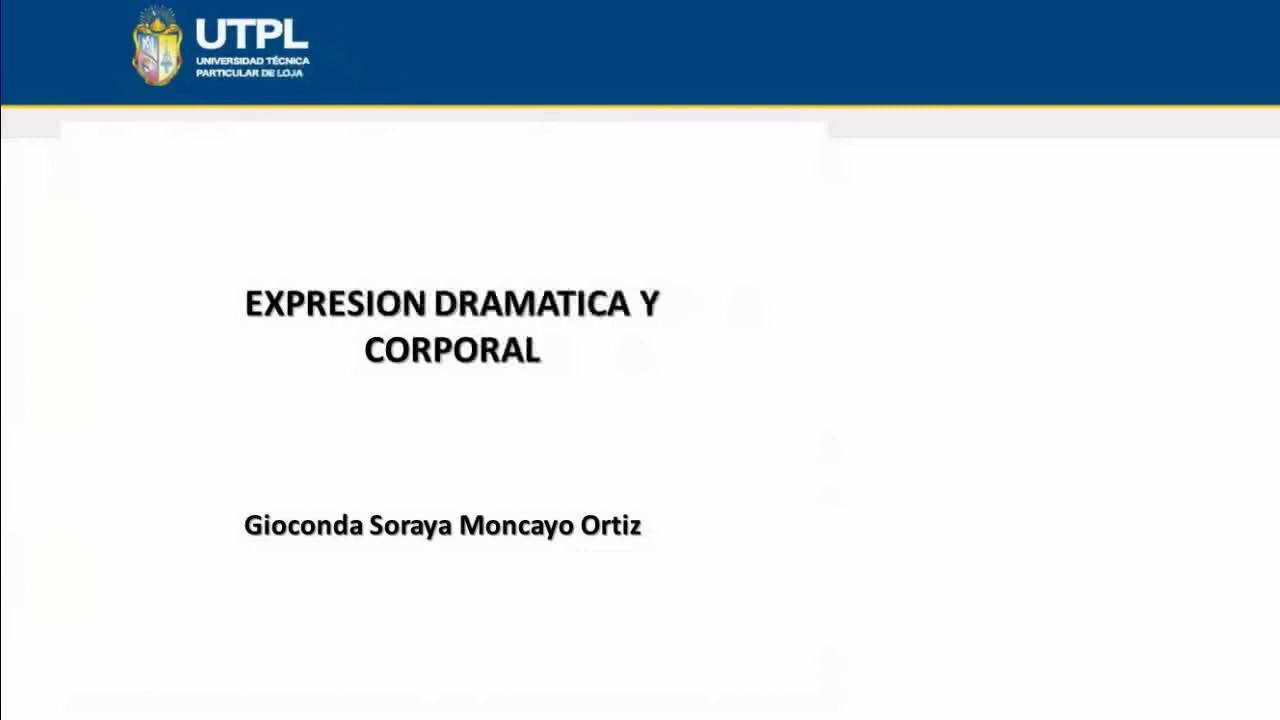 UTPL
UNIVERSIDAD TÉCNICA
PARTICULAR DE LOJA
EXPRESION DRAMATICA Y
CORPORAL
Gioconda Soraya Moncayo Ortiz